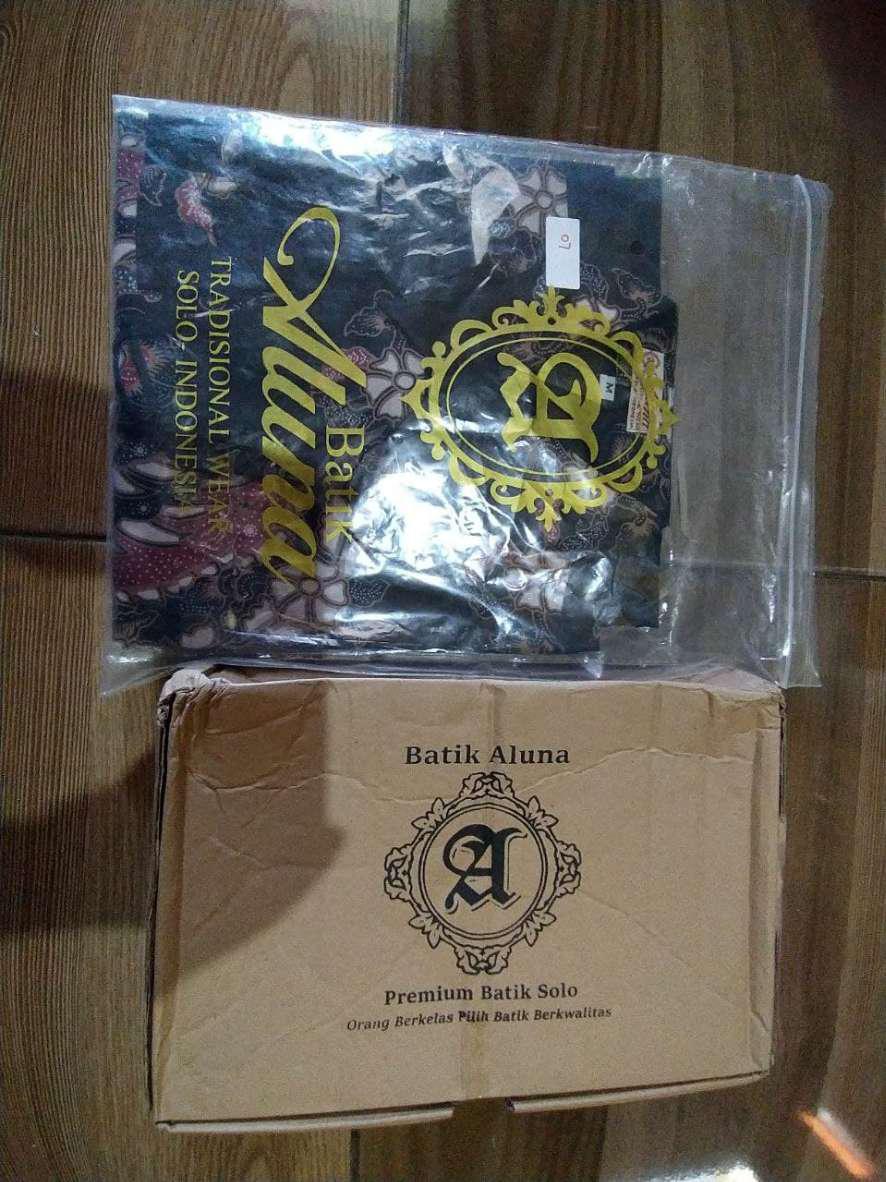 07
M
A
Batik
Aluna
TRADISIONAL WEAR
SOLO - INDONESIA
Batik Aluna
A
Premium Batik Solo
Orang Berkelas Pilih Batik Berkwalitas